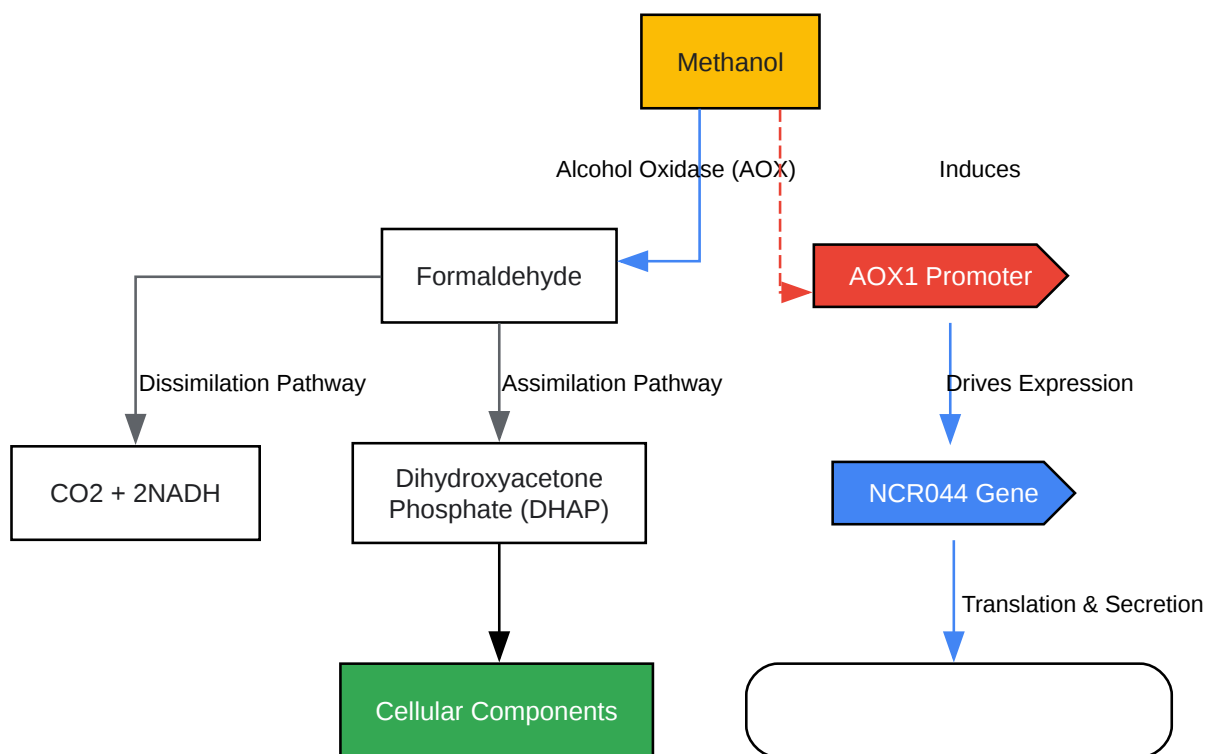 Methanol
Alcohol Oxidase (AOX)
Induces
Formaldehyde
AOX1 Promoter
Dissimilation Pathway
Assimilation Pathway
Drives Expression
CO2 + 2NADH
Dihydroxyacetone
Phosphate (DHAP)
NCR044 Gene
Translation & Secretion
Cellular Components